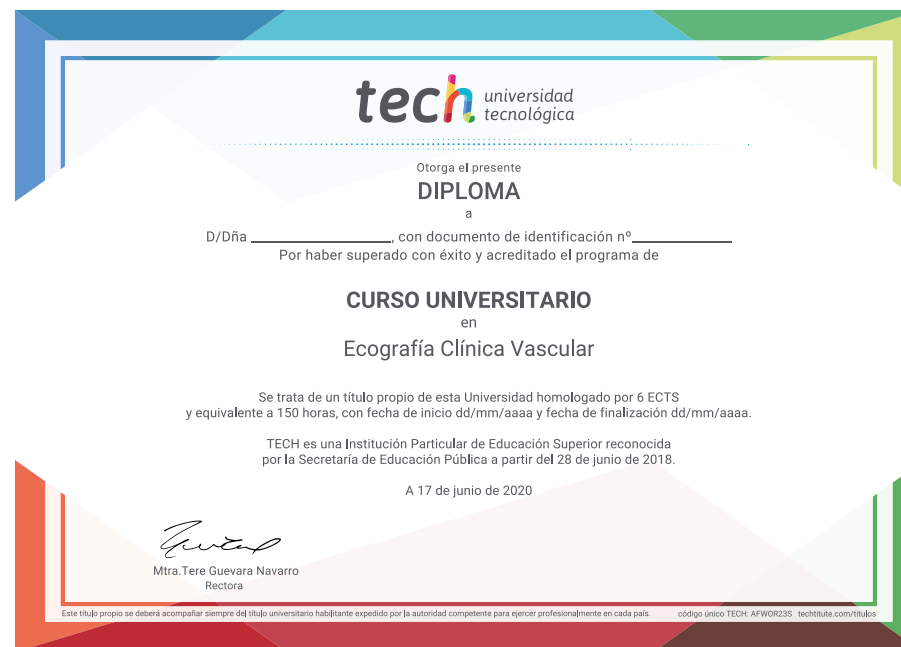 tech universidad
tecnológica
Otorga el presente
DIPLOMA
a
D/Dña ____________________, con documento de identificación nº______________
Por haber superado con éxito y acreditado el programa de
CURSO UNIVERSITARIO
en
Ecografía Clínica Vascular
Se trata de un título propio de esta Universidad homologado por 6 ECTS
y equivalente a 150 horas, con fecha de inicio dd/mm/aaaa y fecha de finalización dd/mm/aaaa.
TECH es una Institución Particular de Educación Superior reconocida
por la Secretaría de Educación Pública a partir del 28 de junio de 2018.
A 17 de junio de 2020
Mtra.Tere Guevara Navarro
Rectora
Este título propio se deberá acompañar siempre del título universitario habilitante expedido por la autoridad competente para ejercer profesionalmente en cada país. código único TECH: AFWOR23S techtitute.com/titulos